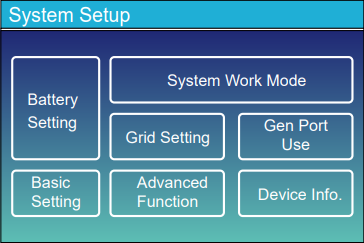 System Setup
Battery
Setting
System Work Mode
Grid Setting
Gen Port
Use
Basic
Setting
Advanced
Function
Device Info.